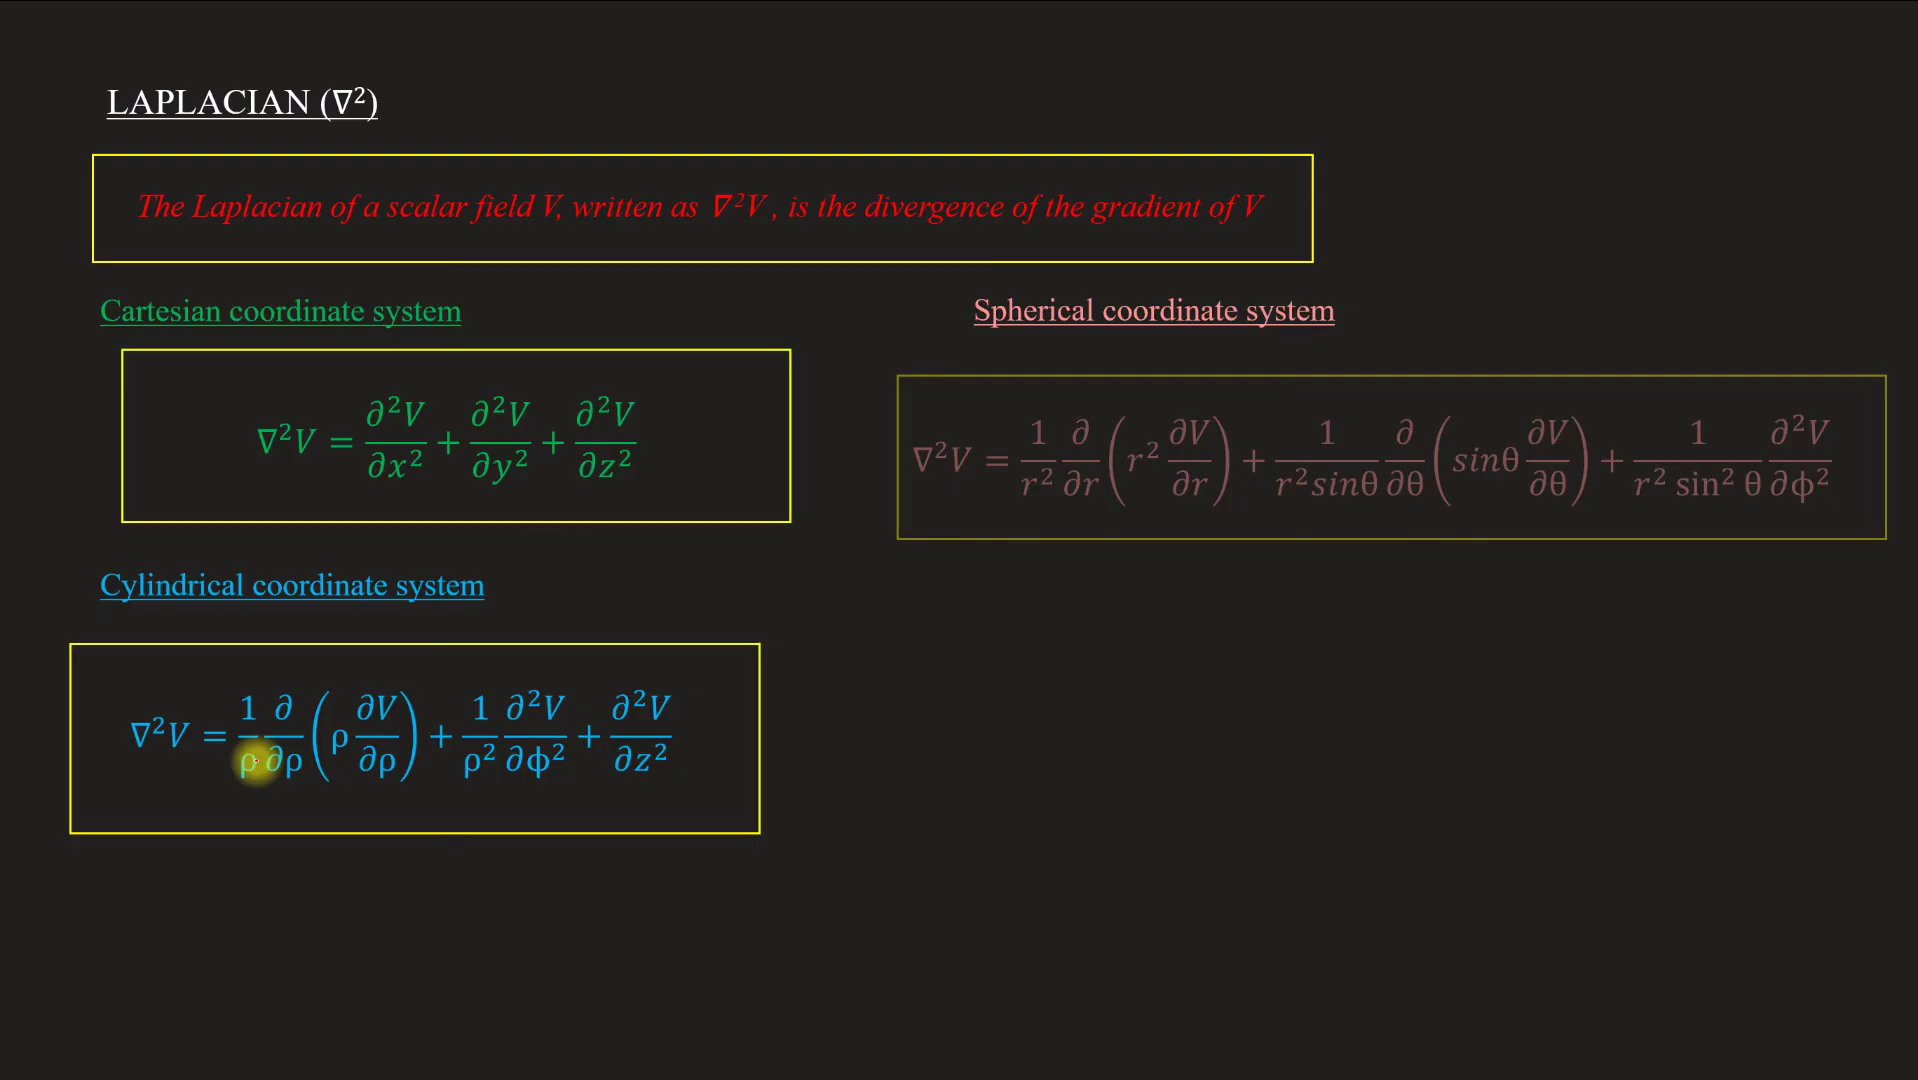 LAPLACIAN (∇²)
The Laplacian of a scalar field V, written as ∇²V , is the divergence of the gradient of V
Cartesian coordinate system
∇²V = ∂²V/∂x² + ∂²V/∂y² + ∂²V/∂z²
Cylindrical coordinate system
∇²V = 1/ρ ∂/∂ρ (ρ ∂V/∂ρ) + 1/ρ² ∂²V/∂ϕ² + ∂²V/∂z²
Spherical coordinate system
∇²V = 1/r² ∂/∂r (r² ∂V/∂r) + 1/r²sinθ ∂/∂θ (sinθ ∂V/∂θ) + 1/r² sin² θ ∂²V/∂ϕ²